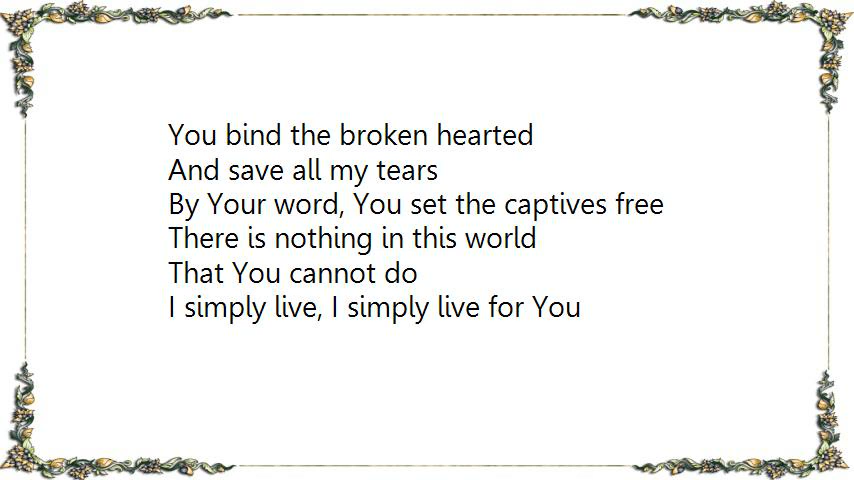 You bind the broken hearted
And save all my tears
By Your word, You set the captives free
There is nothing in this world
That You cannot do
I simply live, I simply live for You